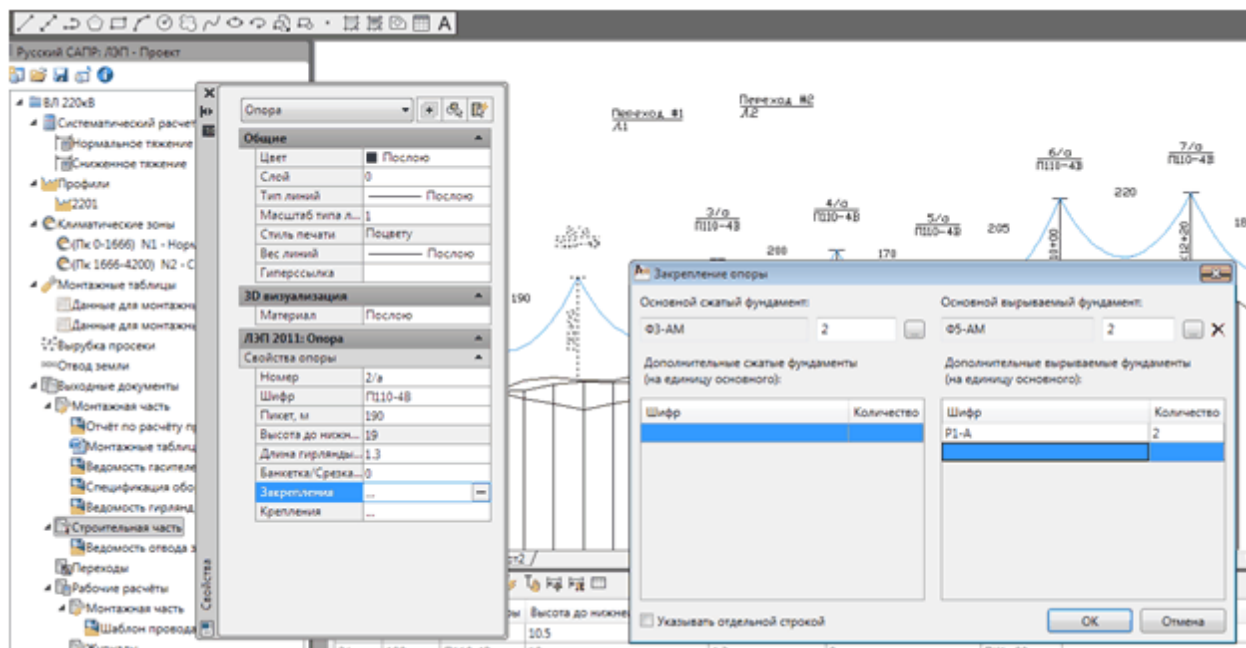 Русский САПР: ЛЭП - Проект
ВЛ 220кВ
Систематический расчет
Нормальное тяжение
Сниженное тяжение
Профили
2201
Климатические зоны
(Пк 0-1666) N1 - Норм
(Пк 1666-4200) N2 - С
Монтажные таблицы
Данные для монтажн
Данные для монтажн
Вырубка просеки
Отвод земли
Выходные документы
Монтажная часть
Отчёт по расчёту п
Монтажные таблиц
Ведомость гасителе
Спецификация обо
Ведомость гирлянд
Строительная часть
Ведомость отвода з
Переходы
Рабочие расчёты
Монтажная часть
Шаблон провода
Свойства
Опора
Общие
Цвет Послою
Слой 0
Тип линий Послою
Масштаб типа л... 1
Стиль печати Поцвету
Вес линий Послою
Гиперссылка
3D визуализация
Материал Послою
ЛЭП 2011: Опора
Свойства опоры
Номер 2/а
Шифр П110-4В
Пикет, м 190
Высота до нижн... 19
Длина гирлянды... 1.3
Банкетка/Срезка... 0
Закрепления ...
Крепления ...
Переход #1
Л1
Переход #2
Л2
3/а
П110-4В
4/а
П110-4В
5/а
П110-4В
6/а
П110-4В
7/а
П110-4В
190
200
170
205
220
18
10+00
12+20
Закрепление опоры
Основной сжатый фундамент:
Ф3-АМ 2 ...
Основной вырываемый фундамент:
Ф5-АМ 2 ...
Дополнительные сжатые фундаменты
(на единицу основного):
Шифр Количество
Дополнительные вырываемые фундаменты
(на единицу основного):
Шифр Количество
Р1-А 2
Указывать отдельной строкой
OK Отмена
Высота до нижне
10.5